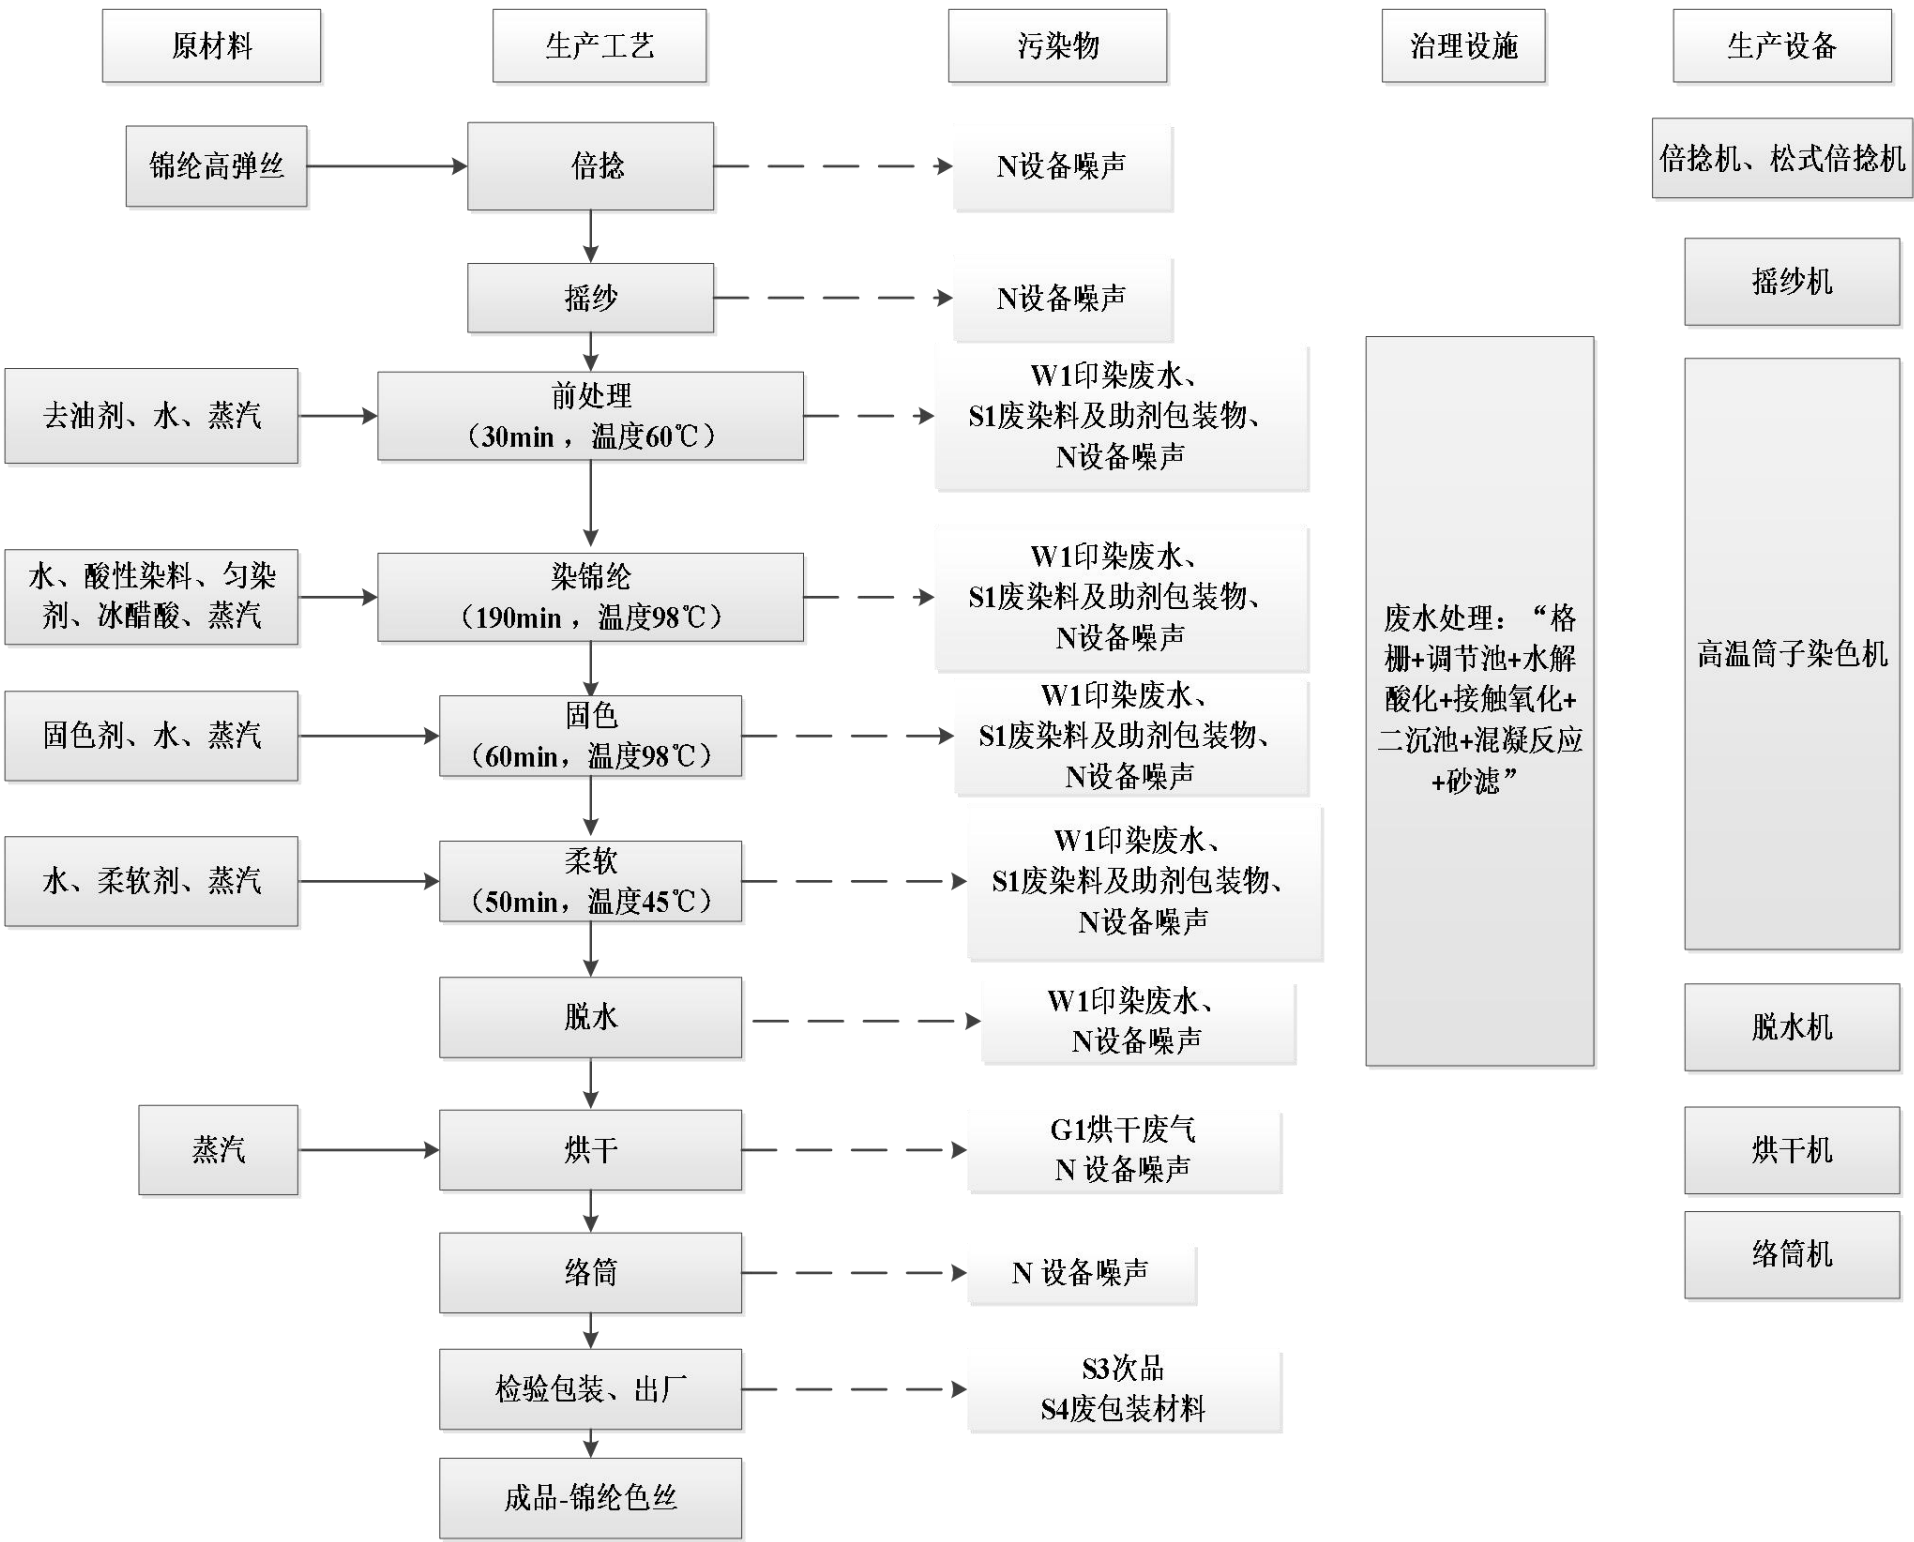 原材料
生产工艺
污染物
治理设施
生产设备
锦纶高弹丝
倍捻
N设备噪声
倍捻机、松式倍捻机
摇纱
N设备噪声
摇纱机
去油剂、水、蒸汽
前处理
（30min ，温度60℃）
W1印染废水、
S1废染料及助剂包装物、
N设备噪声
水、酸性染料、匀染
剂、冰醋酸、蒸汽
染锦纶
（190min ，温度98℃）
W1印染废水、
S1废染料及助剂包装物、
N设备噪声
废水处理：“格
栅+调节池+水解
酸化+接触氧化+
二沉池+混凝反应
+砂滤”
高温筒子染色机
固色剂、水、蒸汽
固色
（60min，温度98℃）
W1印染废水、
S1废染料及助剂包装物、
N设备噪声
水、柔软剂、蒸汽
柔软
（50min，温度45℃）
W1印染废水、
S1废染料及助剂包装物、
N设备噪声
脱水
W1印染废水、
N设备噪声
脱水机
蒸汽
烘干
G1烘干废气
N 设备噪声
烘干机
络筒
N 设备噪声
络筒机
检验包装、出厂
S3次品
S4废包装材料
成品-锦纶色丝